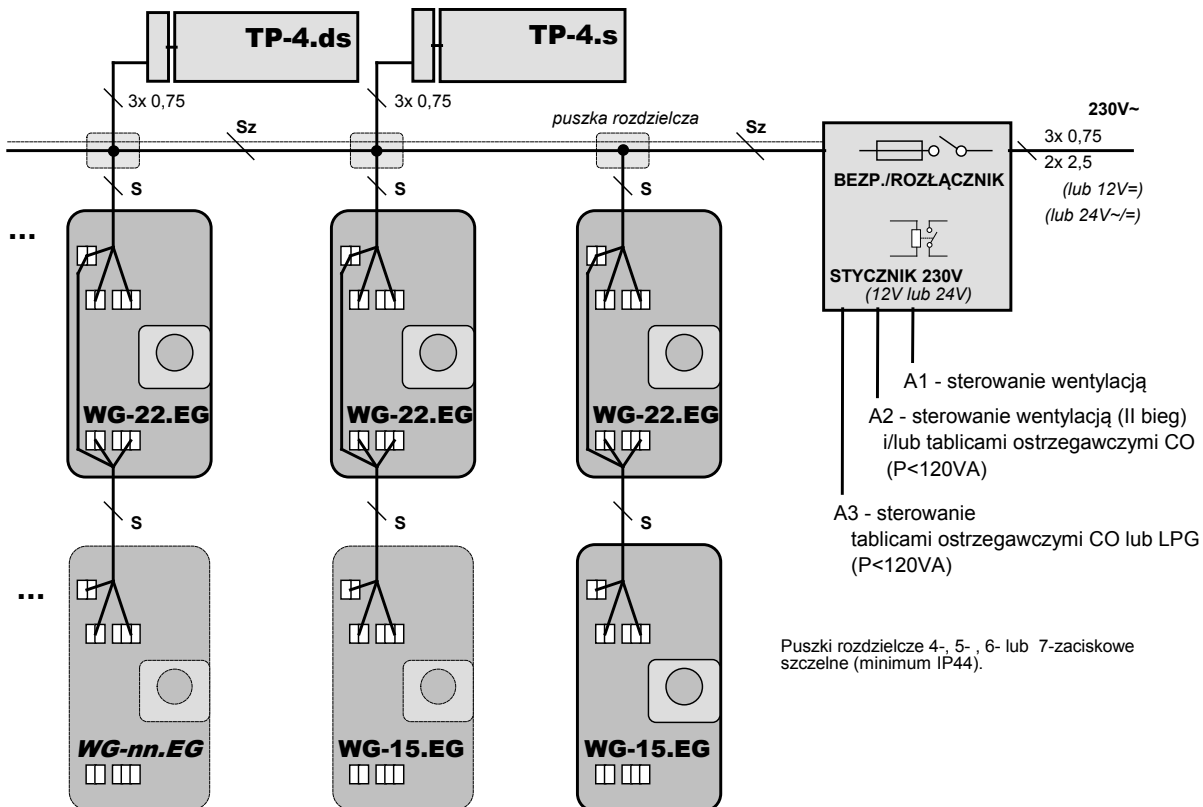 TP-4.ds
TP-4.s
3x 0,75
3x 0,75
Sz
puszka rozdzielcza
Sz
230V~
3x 0,75
2x 2,5
(lub 12V=)
(lub 24V~/=)
BEZP./ROZŁĄCZNIK
STYCZNIK 230V
(12V lub 24V)
S
S
S
...
WG-22.EG
WG-22.EG
WG-22.EG
A1 - sterowanie wentylacją
A2 - sterowanie wentylacją (II bieg)
i/lub tablicami ostrzegawczymi CO
(P<120VA)
S
S
S
A3 - sterowanie
tablicami ostrzegawczymi CO lub LPG
(P<120VA)
...
Puszki rozdzielcze 4-, 5- , 6- lub 7-zaciskowe
szczelne (minimum IP44).
WG-nn.EG
WG-15.EG
WG-15.EG